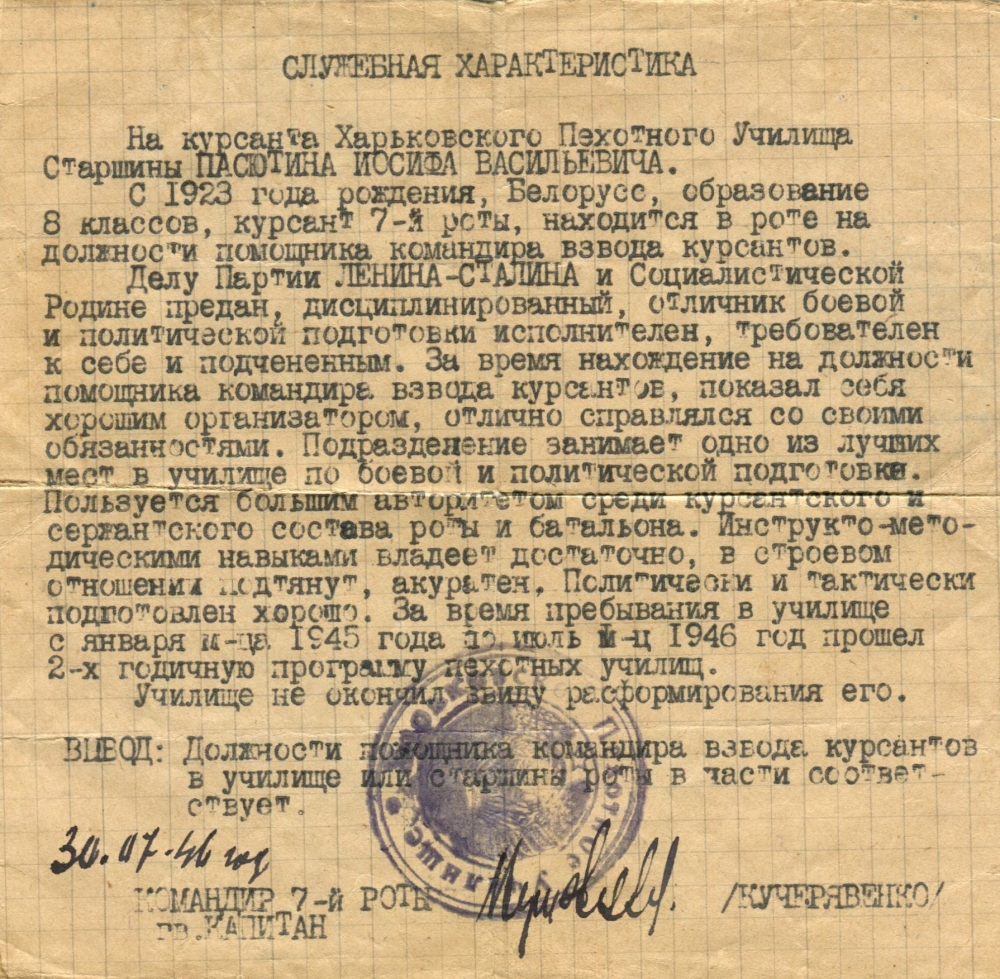 СЛУЖЕБНАЯ ХАРАКТЕРИСТИКА
На курсанта Харьковского Пехотного Училища
Старшины ПАСЮТИНА ИОСИФА ВАСИЛЬЕВИЧА.
С 1923 года рождения, Белорусс, образование
8 классов, курсант 7-й роты, находится в роте на
должности помощника командира взвода курсантов.
Делу Партии ЛЕНИНА-СТАЛИНА и Социалистической
Родине предан, дисциплинированный, отличник боевой
и политической подготовки исполнителен, требователен
к себе и подчененным. За время нахождение на должности
помощника командира взвода курсантов, показал себя
хорошим организатором, отлично справлялся со своими
обязанностями. Подразделение занимает одно из лучших
мест в училище по боевой и политической подготовке.
Пользуется большим авторитетом среди курсантского и
сержантского состава роты и батальона. Инструкто-мето-
дическими навыками владеет достаточно, в строевом
отношении подтянут, акуратен. Политически и тактически
подготовлен хорошо. За время пребывания в училище
с января м-ца 1945 года по июль м-ц 1946 год прошел
2-х годичную программу пехотных училищ.
Училище не окончил ввиду расформирования его.
ВЫВОД: Должности помощника командира взвода курсантов
в училище или старшины роты в части соответ-
ствует.
30.07.46 год
КОМАНДИР 7-й РОТЫ /КУЧЕРЯВЕНКО/
гв.КАПИТАН